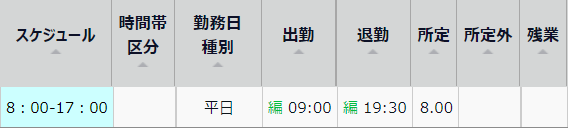 スケジュール 時間帯 勤務日 出勤 退勤 所定 所定外 残業
区分 種別
8：00-17：00 平日 編 09:00 編 19:30 8.00